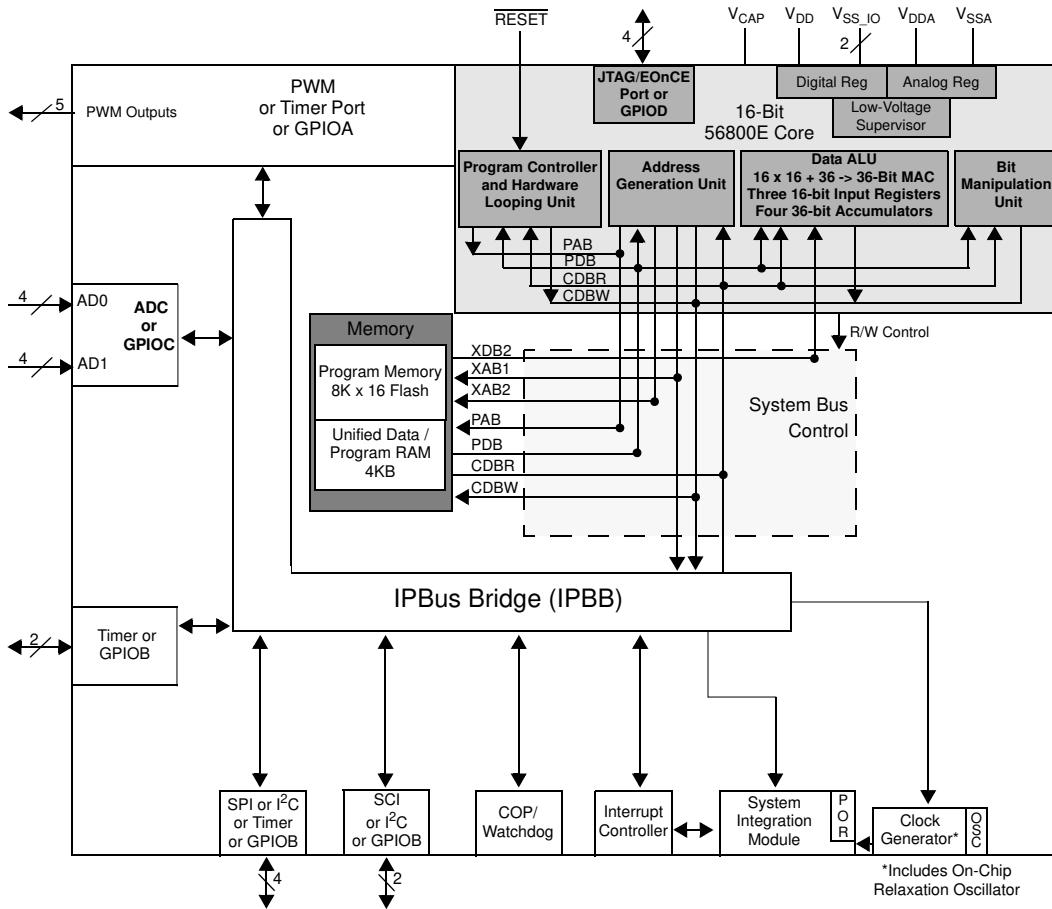 RESET
4
VCAP
VDD
VSS_IO
VDDA
VSSA
2
5
PWM Outputs
PWM
or Timer Port
or GPIOA
JTAG/EOnCE
Port or
GPIOD
Digital Reg
Analog Reg
Low-Voltage
Supervisor
16-Bit
56800E Core
Program Controller
and Hardware
Looping Unit
Address
Generation Unit
Data ALU
16 x 16 + 36 -> 36-Bit MAC
Three 16-bit Input Registers
Four 36-bit Accumulators
Bit
Manipulation
Unit
PAB
PDB
CDBR
CDBW
4
AD0
ADC
or
GPIOC
4
AD1
Memory
Program Memory
8K x 16 Flash
Unified Data /
Program RAM
4KB
R/W Control
XDB2
XAB1
XAB2
PAB
PDB
CDBR
CDBW
System Bus
Control
IPBus Bridge (IPBB)
2
Timer or
GPIOB
SPI or I²C
or Timer
or GPIOB
SCI
or I²C
or GPIOB
COP/
Watchdog
Interrupt
Controller
System
Integration
Module
POR
Clock
Generator*
OSC
4
2
*Includes On-Chip
Relaxation Oscillator